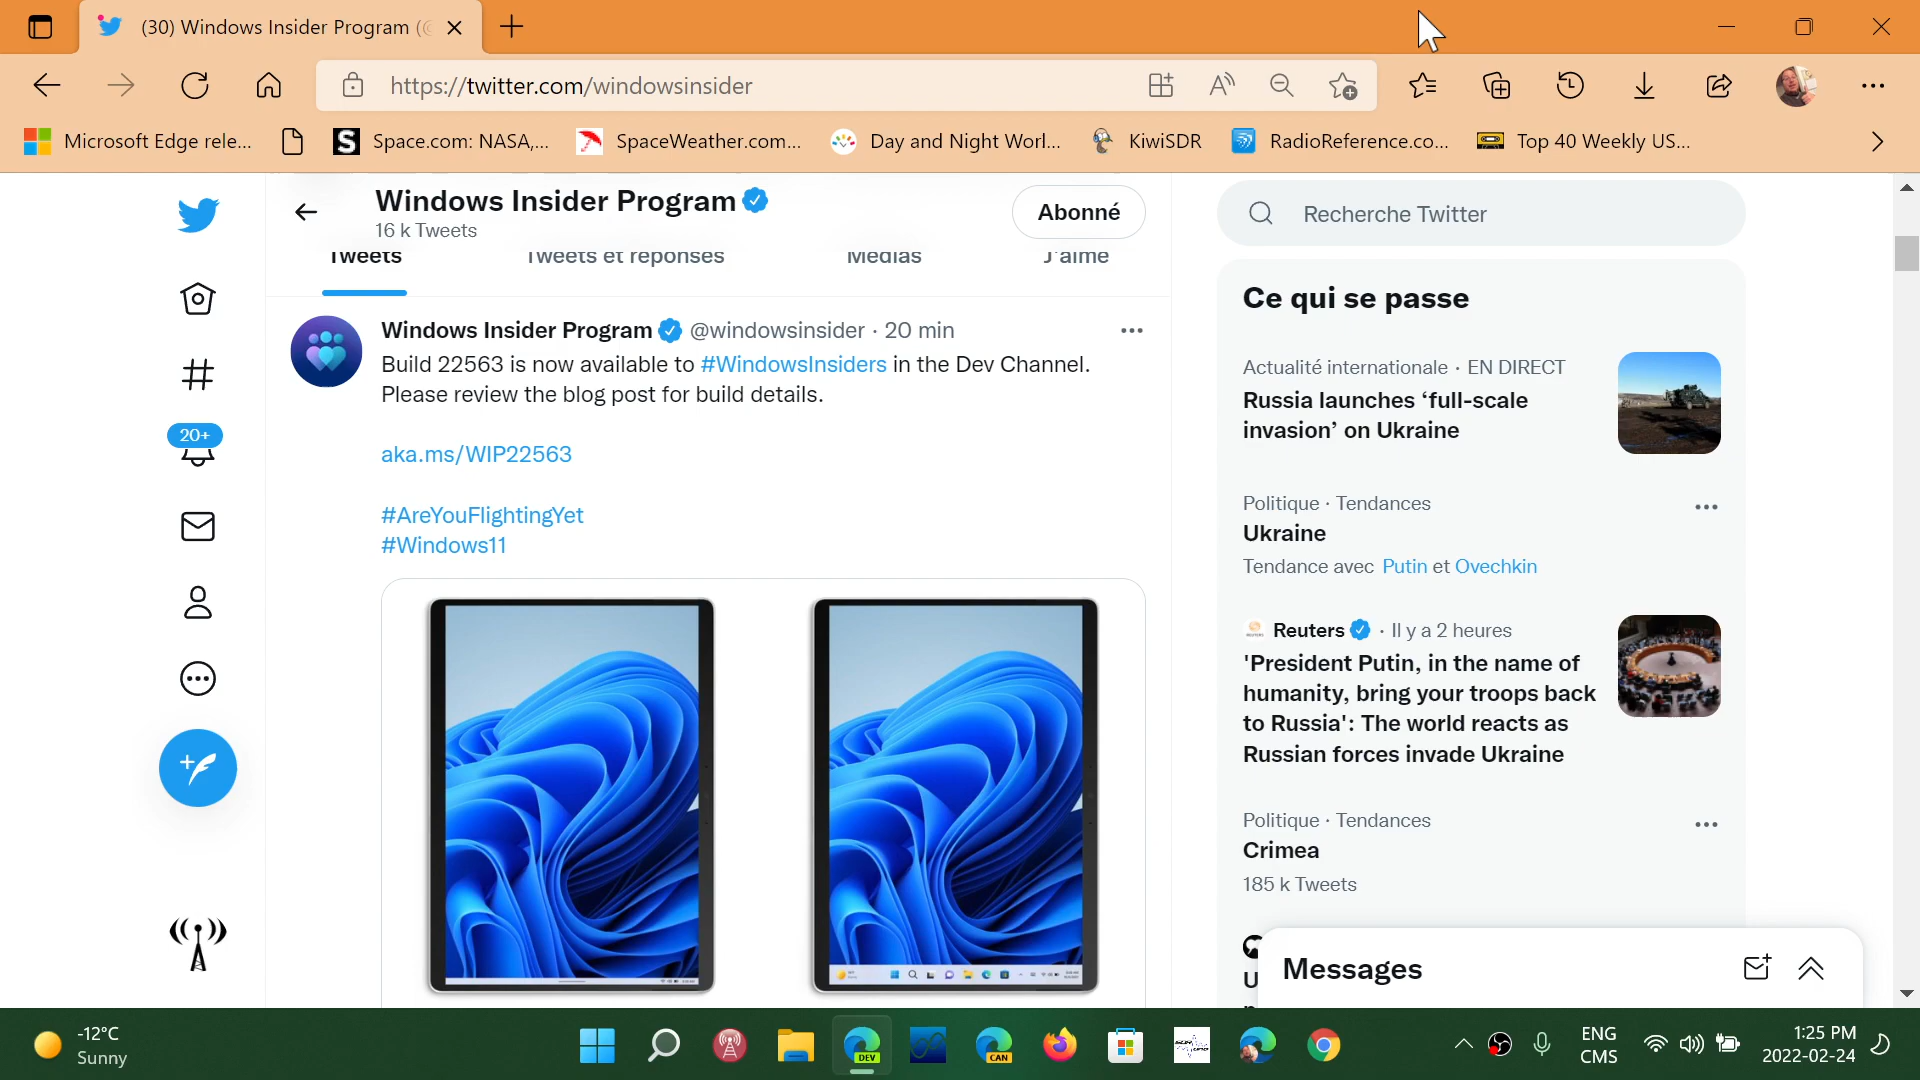 (30) Windows Insider Program (@
https://twitter.com/windowsinsider
Microsoft Edge rele...
Space.com: NASA,...
SpaceWeather.com...
Day and Night Worl...
KiwiSDR
RadioReference.co...
Top 40 Weekly US...
Windows Insider Program
16 k Tweets
Abonné
Tweets
Tweets et réponses
Médias
J'aime
Windows Insider Program @windowsinsider · 20 min
Build 22563 is now available to #WindowsInsiders in the Dev Channel.
Please review the blog post for build details.
aka.ms/WIP22563
#AreYouFlightingYet
#Windows11
20+
Recherche Twitter
Ce qui se passe
Actualité internationale · EN DIRECT
Russia launches ‘full-scale
invasion’ on Ukraine
Politique · Tendances
Ukraine
Tendance avec Putin et Ovechkin
Reuters · Il y a 2 heures
'President Putin, in the name of
humanity, bring your troops back
to Russia': The world reacts as
Russian forces invade Ukraine
Politique · Tendances
Crimea
185 k Tweets
U
Messages
-12°C
Sunny
DEV
CAN
ENG
CMS
1:25 PM
2022-02-24